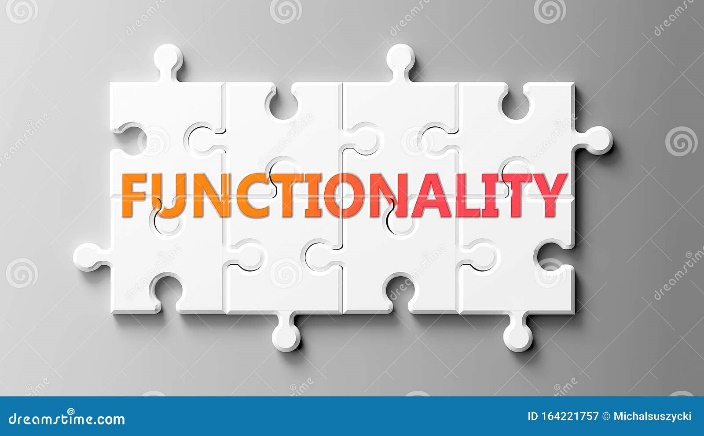 FUNCTIONALITY
dreamstime.com
ID 164221757 © Michalsuszycki